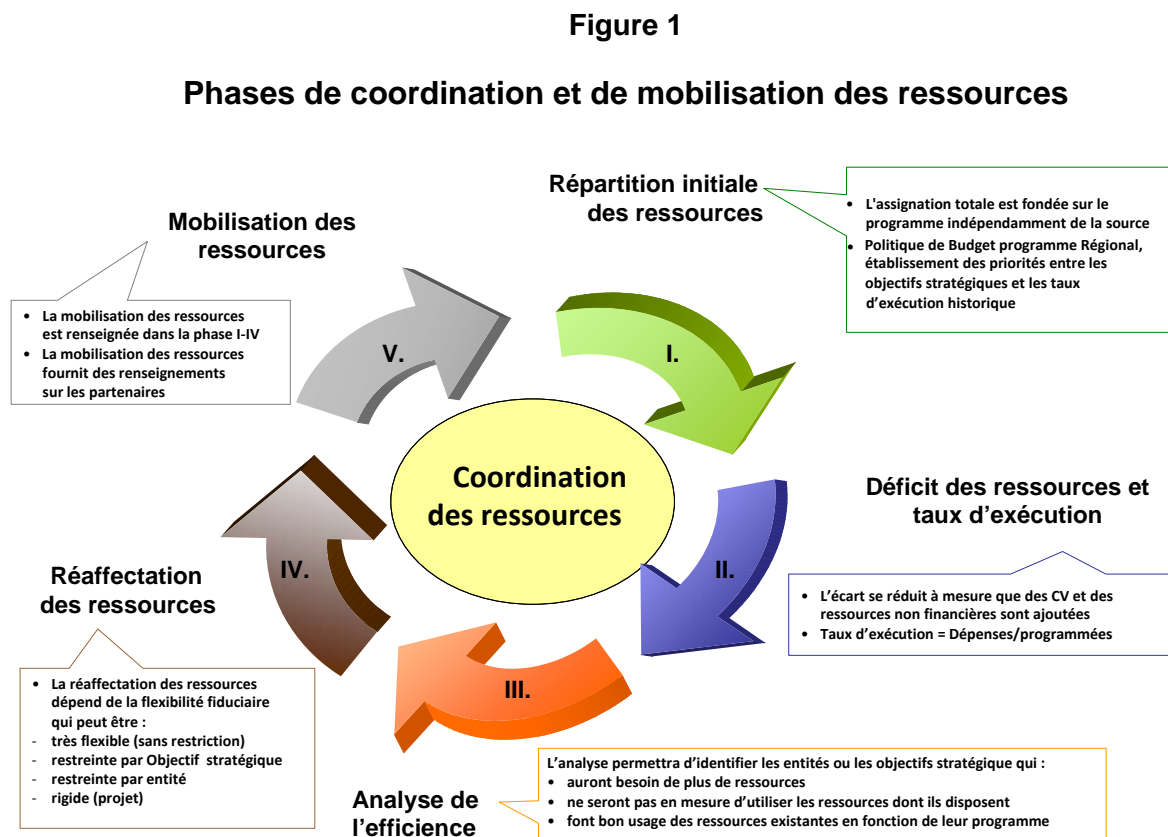 Figure 1
Phases de coordination et de mobilisation des ressources
Répartition initiale
des ressources
• L'assignation totale est fondée sur le
programme indépendamment de la source
• Politique de Budget programme Régional,
établissement des priorités entre les
objectifs stratégiques et les taux
d'exécution historique
Mobilisation des
ressources
• La mobilisation des ressources
est renseignée dans la phase I-IV
• La mobilisation des ressources
fournit des renseignements
sur les partenaires
V.
I.
Coordination
des ressources
Déficit des ressources et
taux d'exécution
II.
• L'écart se réduit à mesure que des CV et des
ressources non financières sont ajoutées
• Taux d'exécution = Dépenses/programmées
IV.
Réaffectation
des ressources
• La réaffectation des ressources
dépend de la flexibilité fiduciaire
qui peut être :
- très flexible (sans restriction)
- restreinte par Objectif stratégique
- restreinte par entité
- rigide (projet)
III.
Analyse de
l'efficience
L'analyse permettra d'identifier les entités ou les objectifs stratégique qui :
• auront besoin de plus de ressources
• ne seront pas en mesure d'utiliser les ressources dont ils disposent
• font bon usage des ressources existantes en fonction de leur programme